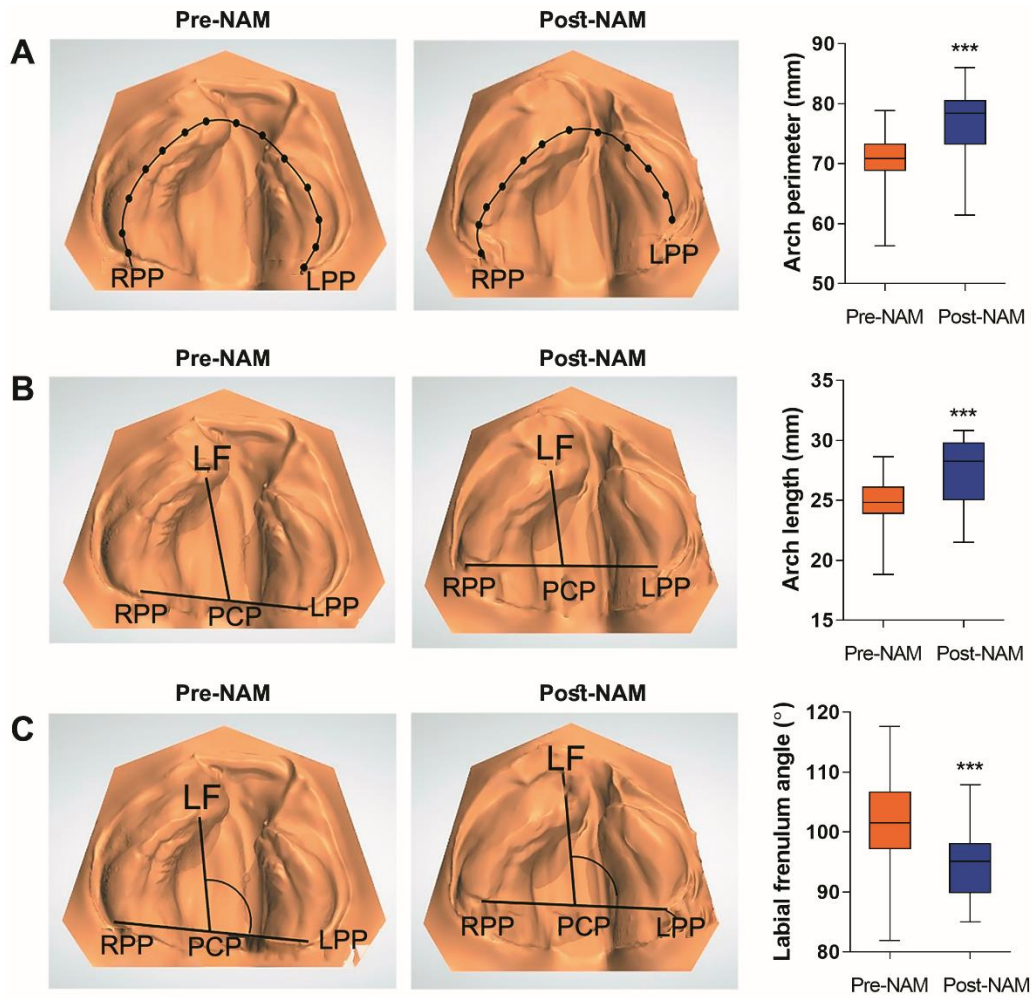 Pre-NAM Post-NAM
A
RPP LPP
RPP LPP
Arch perimeter (mm)
90
80
70
60
50
***
Pre-NAM Post-NAM
Pre-NAM Post-NAM
B
LF
RPP PCP LPP
LF
RPP PCP LPP
Arch length (mm)
35
30
25
20
15
***
Pre-NAM Post-NAM
Pre-NAM Post-NAM
C
LF
RPP PCP LPP
LF
RPP PCP LPP
Labial frenulum angle (°)
120
110
100
90
80
***
Pre-NAM Post-NAM